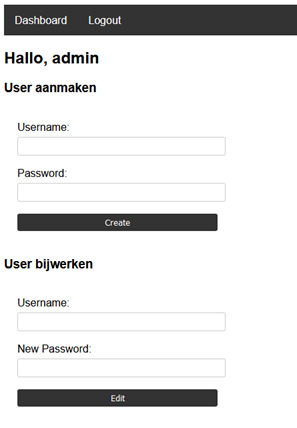 Dashboard Logout
Hallo, admin
User aanmaken
Username:
Password:
Create
User bijwerken
Username:
New Password:
Edit